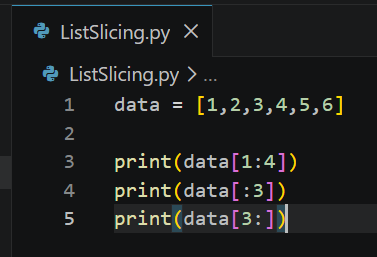 ListSlicing.py
ListSlicing.py > ...
1 data = [1,2,3,4,5,6]
2
3 print(data[1:4])
4 print(data[:3])
5 print(data[3:])